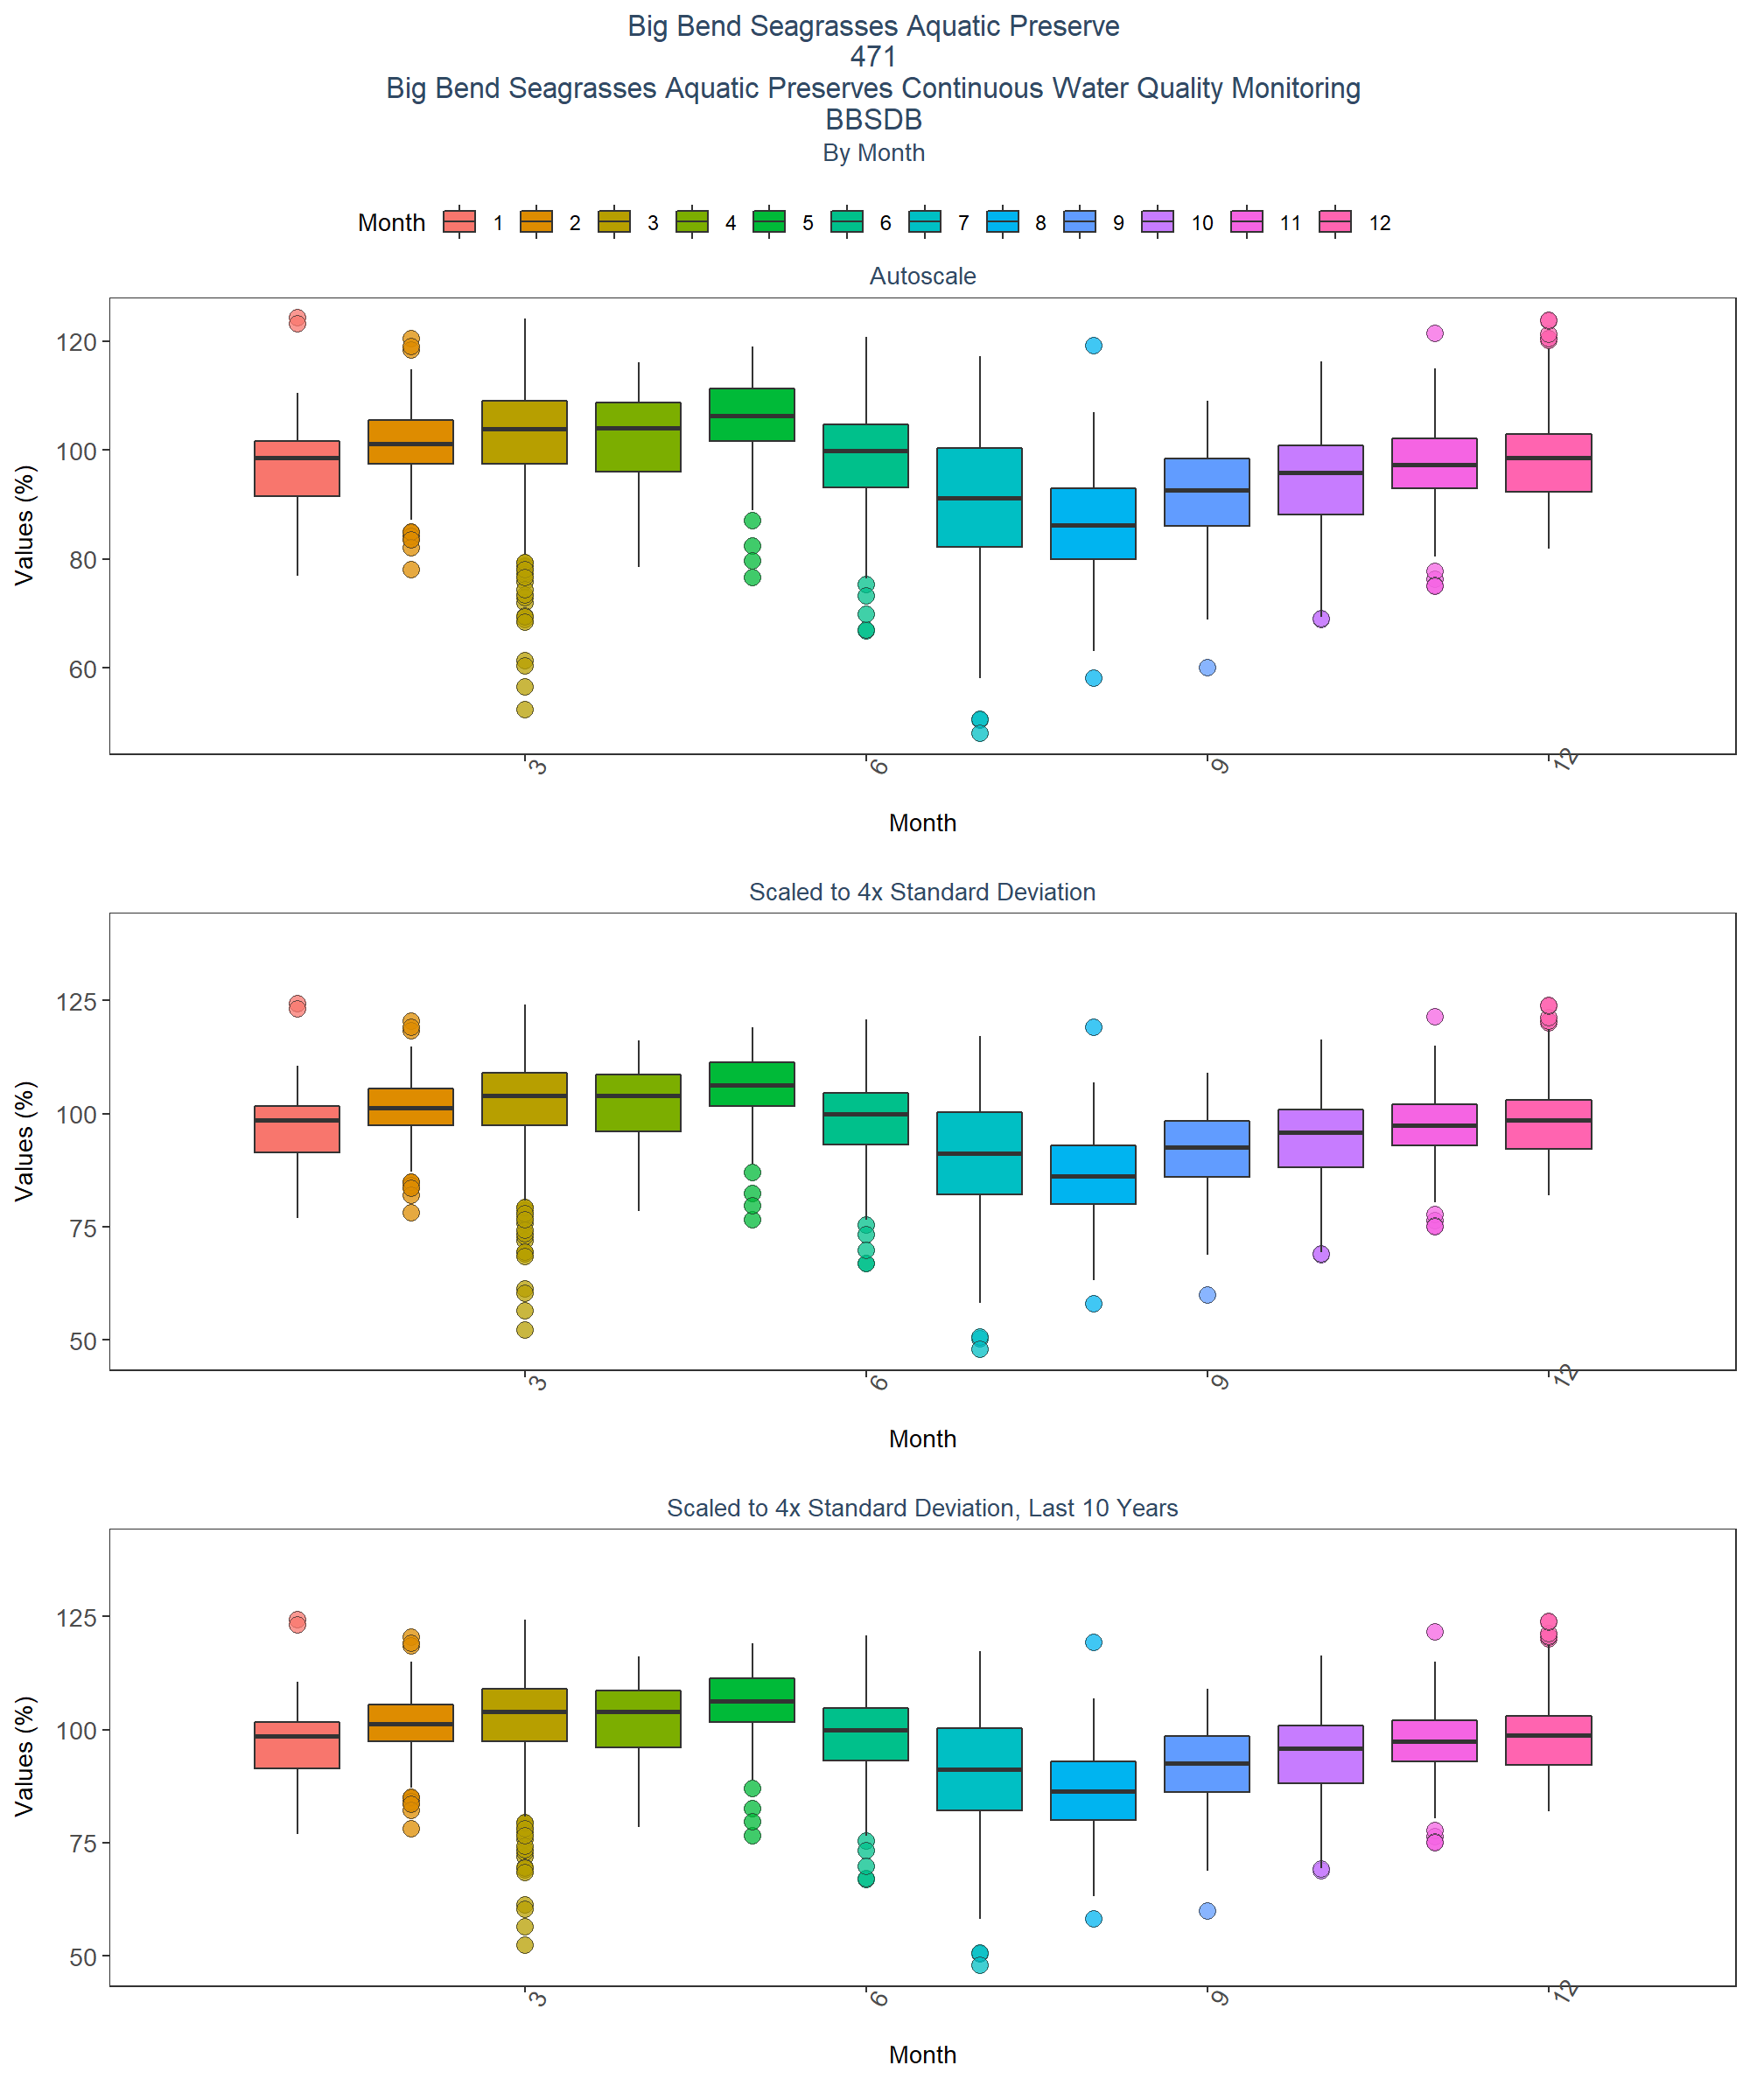 Big Bend Seagrasses Aquatic Preserve
471
Big Bend Seagrasses Aquatic Preserves Continuous Water Quality Monitoring
BBSDB
By Month
Month 1 2 3 4 5 6 7 8 9 10 11 12
Autoscale
Values (%)
120
100
80
60
3 6 9 12
Month
Scaled to 4x Standard Deviation
Values (%)
125
100
75
50
3 6 9 12
Month
Scaled to 4x Standard Deviation, Last 10 Years
Values (%)
125
100
75
50
3 6 9 12
Month